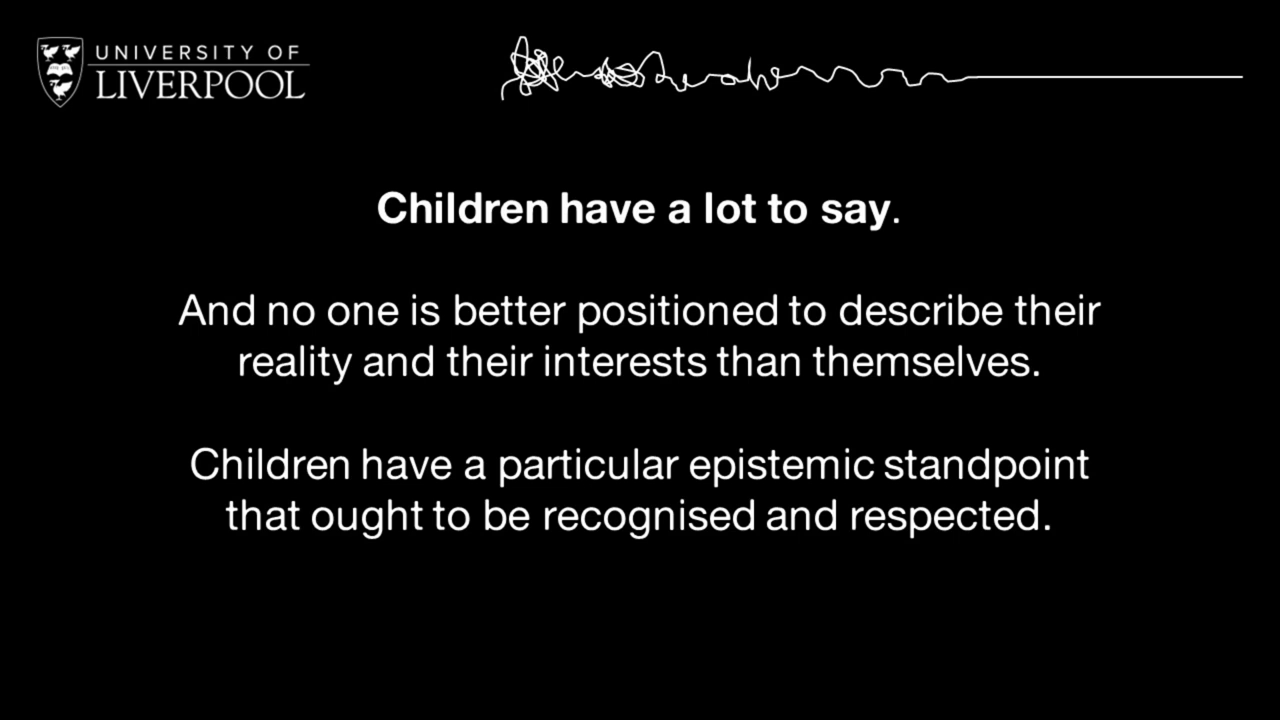 UNIVERSITY OF
LIVERPOOL
Children have a lot to say.
And no one is better positioned to describe their
reality and their interests than themselves.
Children have a particular epistemic standpoint
that ought to be recognised and respected.